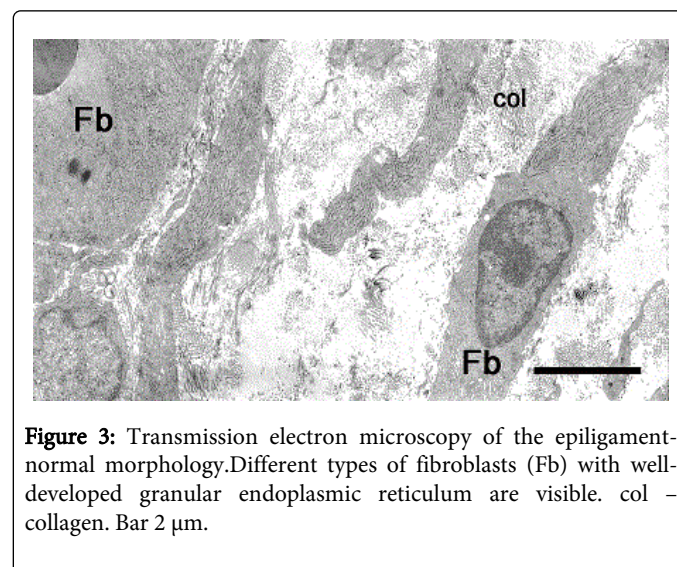 Fb
col
Fb
Figure 3: Transmission electron microscopy of the epiligament-
normal morphology.Different types of fibroblasts (Fb) with well-
developed granular endoplasmic reticulum are visible. col –
collagen. Bar 2 μm.